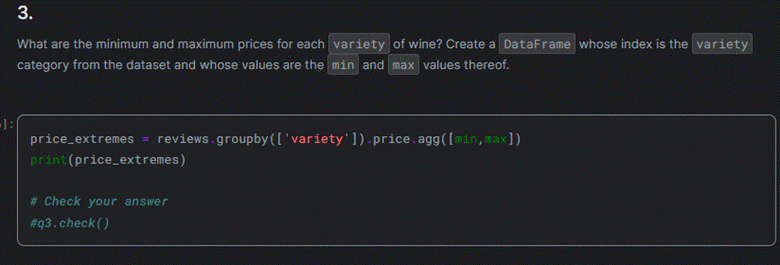 3.
What are the minimum and maximum prices for each variety of wine? Create a DataFrame whose index is the variety
category from the dataset and whose values are the min and max values thereof.
]:
price_extremes = reviews.groupby(['variety']).price.agg([min,max])
print(price_extremes)
# Check your answer
#q3.check()